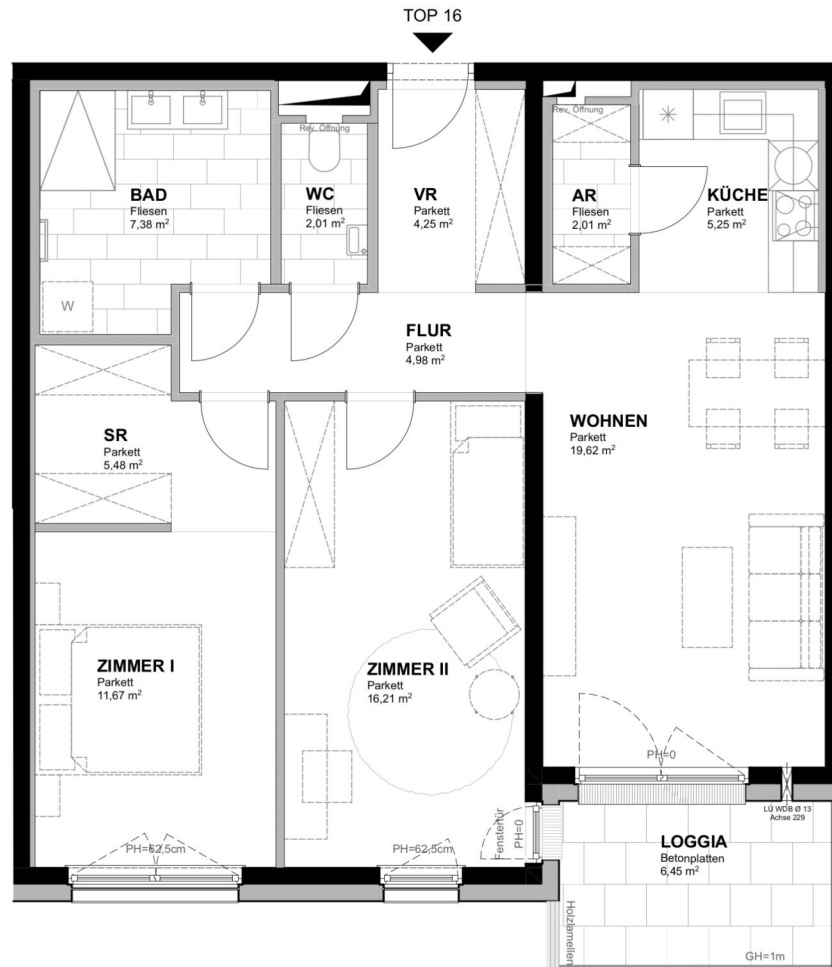 TOP 16
BAD
Fliesen
7,38 m²
W
Rev. Öffnung
WC
Fliesen
2,01 m²
VR
Parkett
4,25 m²
Rev. Öffnung
AR
Fliesen
2,01 m²
KÜCHE
Parkett
5,25 m²
FLUR
Parkett
4,98 m²
SR
Parkett
5,48 m²
WOHNEN
Parkett
19,62 m²
ZIMMER I
Parkett
11,67 m²
ZIMMER II
Parkett
16,21 m²
PH=0
LÜ WDB Ø 13
Achse 229
PH=62,5cm
PH=62,5cm
Fenstertür
PH=0
LOGGIA
Betonplatten
6,45 m²
Holzlamellen
GH=1m